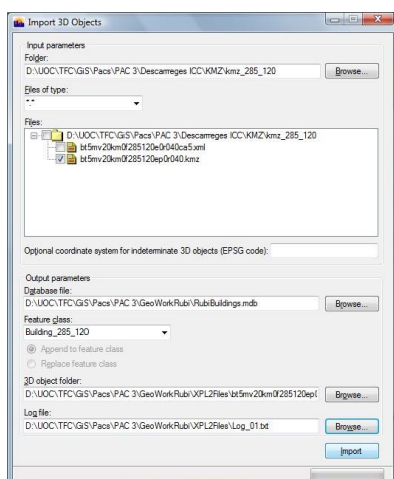 Import 3D Objects
Input parameters
Folder:
D:\UOC\TFC\GiS\Pacs\PAC 3\Descarreges ICC\KMZ\kmz_285_120
Browse...
Files of type:
*.*
Files:
D:\UOC\TFC\GiS\Pacs\PAC 3\Descarreges ICC\KMZ\kmz_285_120
bt5mv20km0f285120e0r040ca5.xml
bt5mv20km0f285120ep0r040.kmz
Optional coordinate system for indeterminate 3D objects (EPSG code):
Output parameters
Database file:
D:\UOC\TFC\GiS\Pacs\PAC 3\GeoWorkRubi\RubiBuildings.mdb
Browse...
Feature class:
Building_285_120
Append to feature class
Replace feature class
3D object folder:
D:\UOC\TFC\GiS\Pacs\PAC 3\GeoWorkRubi\XPL2Files\bt5mv20km0f285120ep(
Browse...
Log file:
D:\UOC\TFC\GiS\Pacs\PAC 3\GeoWorkRubi\XPL2Files\Log_01.txt
Browse...
Import